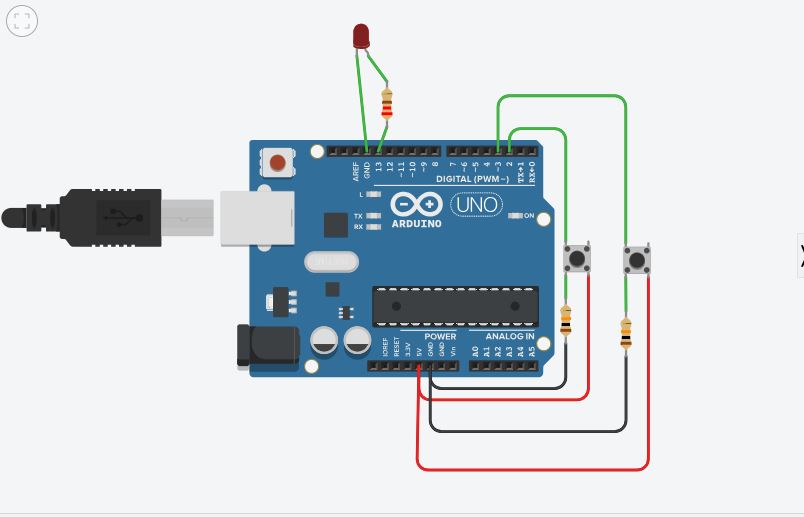 AREF
GND
13
12
~11
~10
~9
8
7
~6
~5
4
~3
2
TX→1
RX←0
DIGITAL (PWM~)
L
TX
RX
ARDUINO
UNO
ON
POWER
ANALOG IN
IOREF
RESET
3.3V
5V
GND
GND
Vin
A0
A1
A2
A3
A4
A5